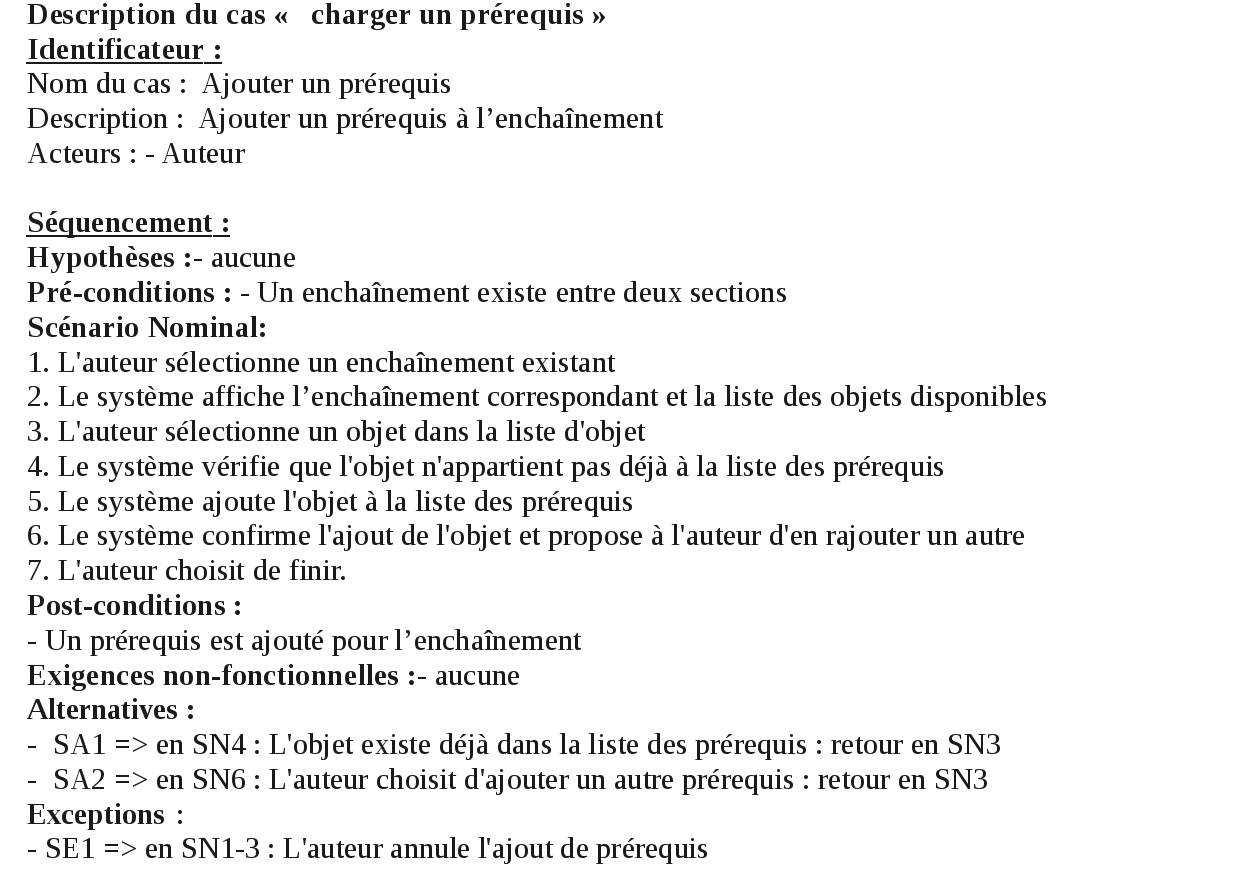 Description du cas «   charger un prérequis »
Identificateur :
Nom du cas :  Ajouter un prérequis
Description :  Ajouter un prérequis à l’enchaînement
Acteurs : - Auteur
Séquencement :
Hypothèses :- aucune
Pré-conditions : - Un enchaînement existe entre deux sections
Scénario Nominal:
1. L'auteur sélectionne un enchaînement existant
2. Le système affiche l’enchaînement correspondant et la liste des objets disponibles
3. L'auteur sélectionne un objet dans la liste d'objet
4. Le système vérifie que l'objet n'appartient pas déjà à la liste des prérequis
5. Le système ajoute l'objet à la liste des prérequis
6. Le système confirme l'ajout de l'objet et propose à l'auteur d'en rajouter un autre
7. L'auteur choisit de finir.
Post-conditions :
- Un prérequis est ajouté pour l’enchaînement
Exigences non-fonctionnelles :- aucune
Alternatives :
-  SA1 => en SN4 : L'objet existe déjà dans la liste des prérequis : retour en SN3
-  SA2 => en SN6 : L'auteur choisit d'ajouter un autre prérequis : retour en SN3
Exceptions :
- SE1 => en SN1-3 : L'auteur annule l'ajout de prérequis